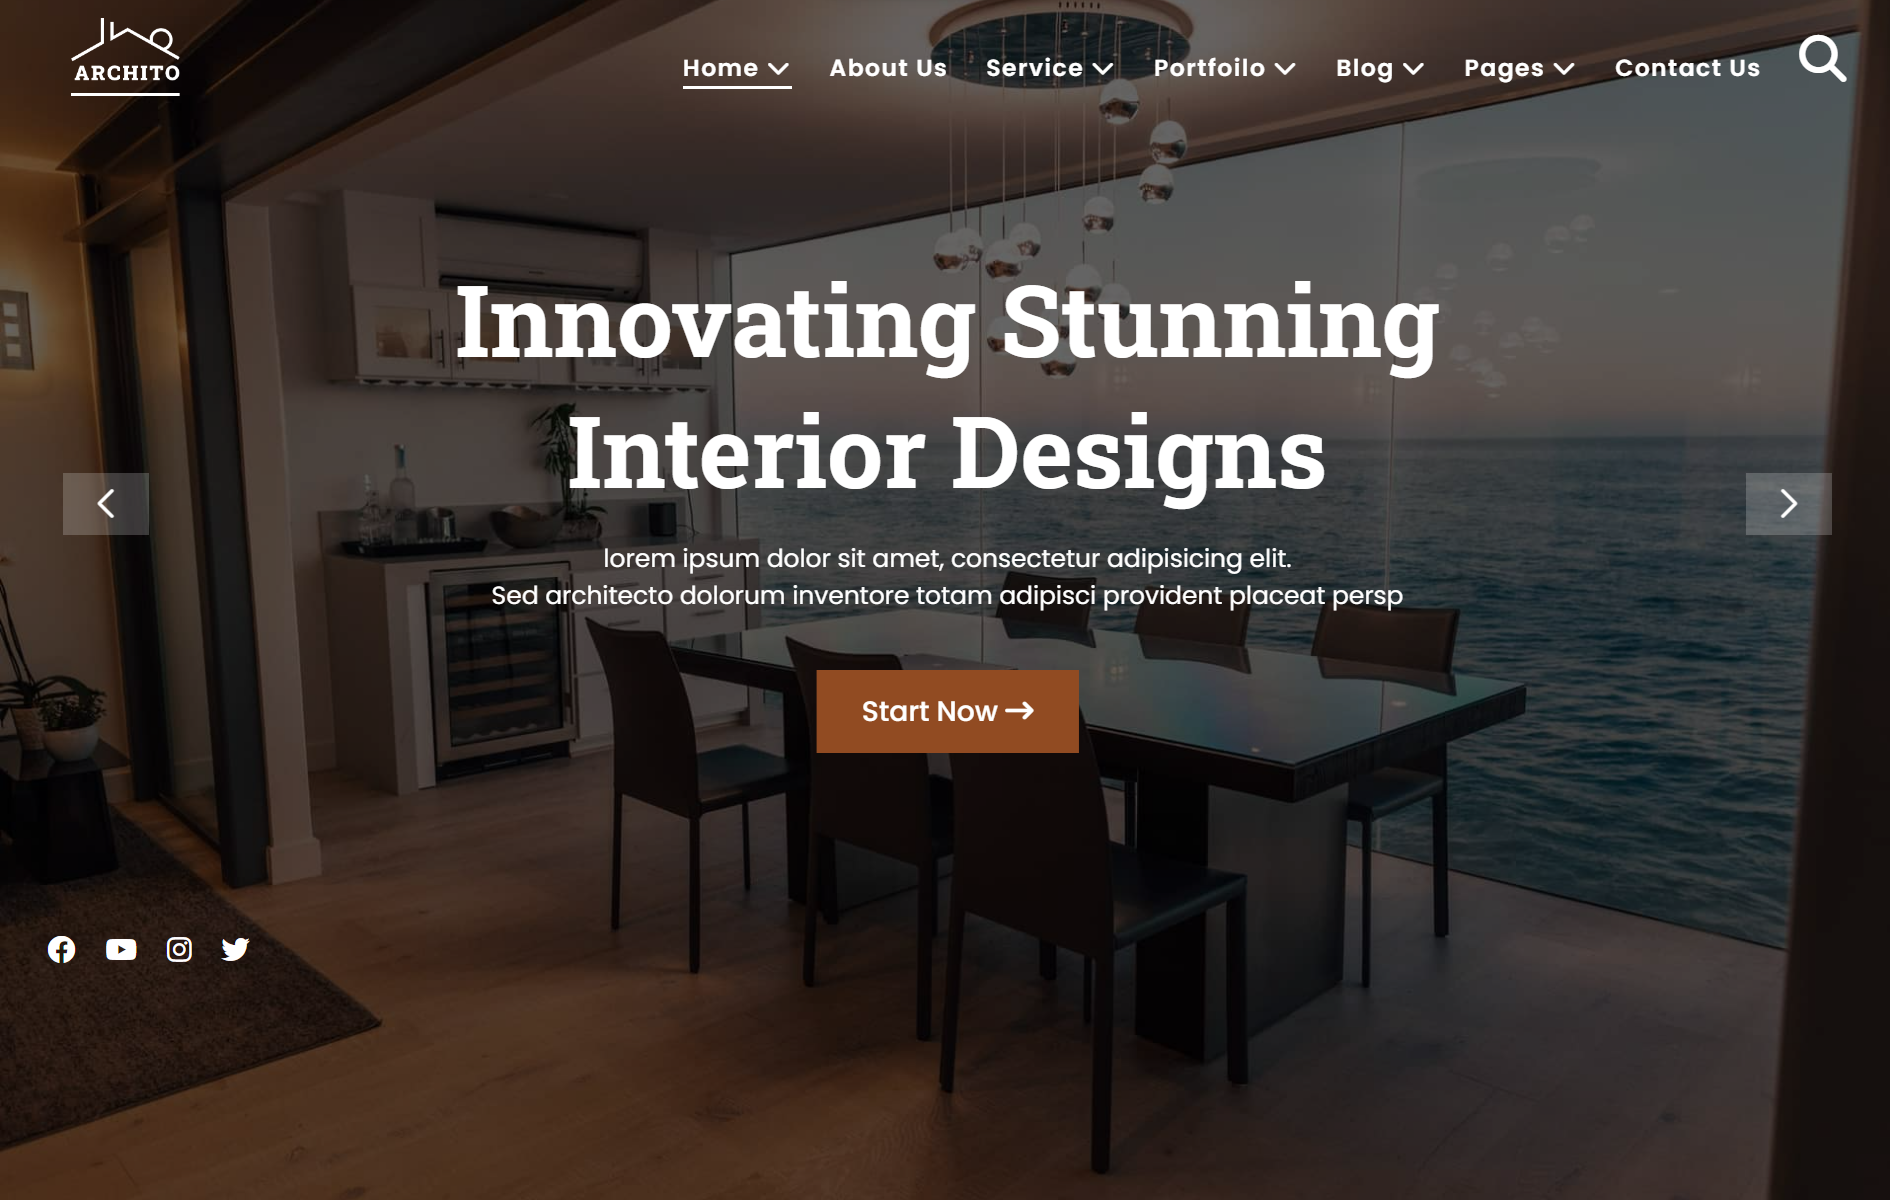 ARCHITO
Home About Us Service Portfoilo Blog Pages Contact Us
Innovating Stunning
Interior Designs
lorem ipsum dolor sit amet, consectetur adipisicing elit.
Sed architecto dolorum inventore totam adipisci provident placeat persp
Start Now →